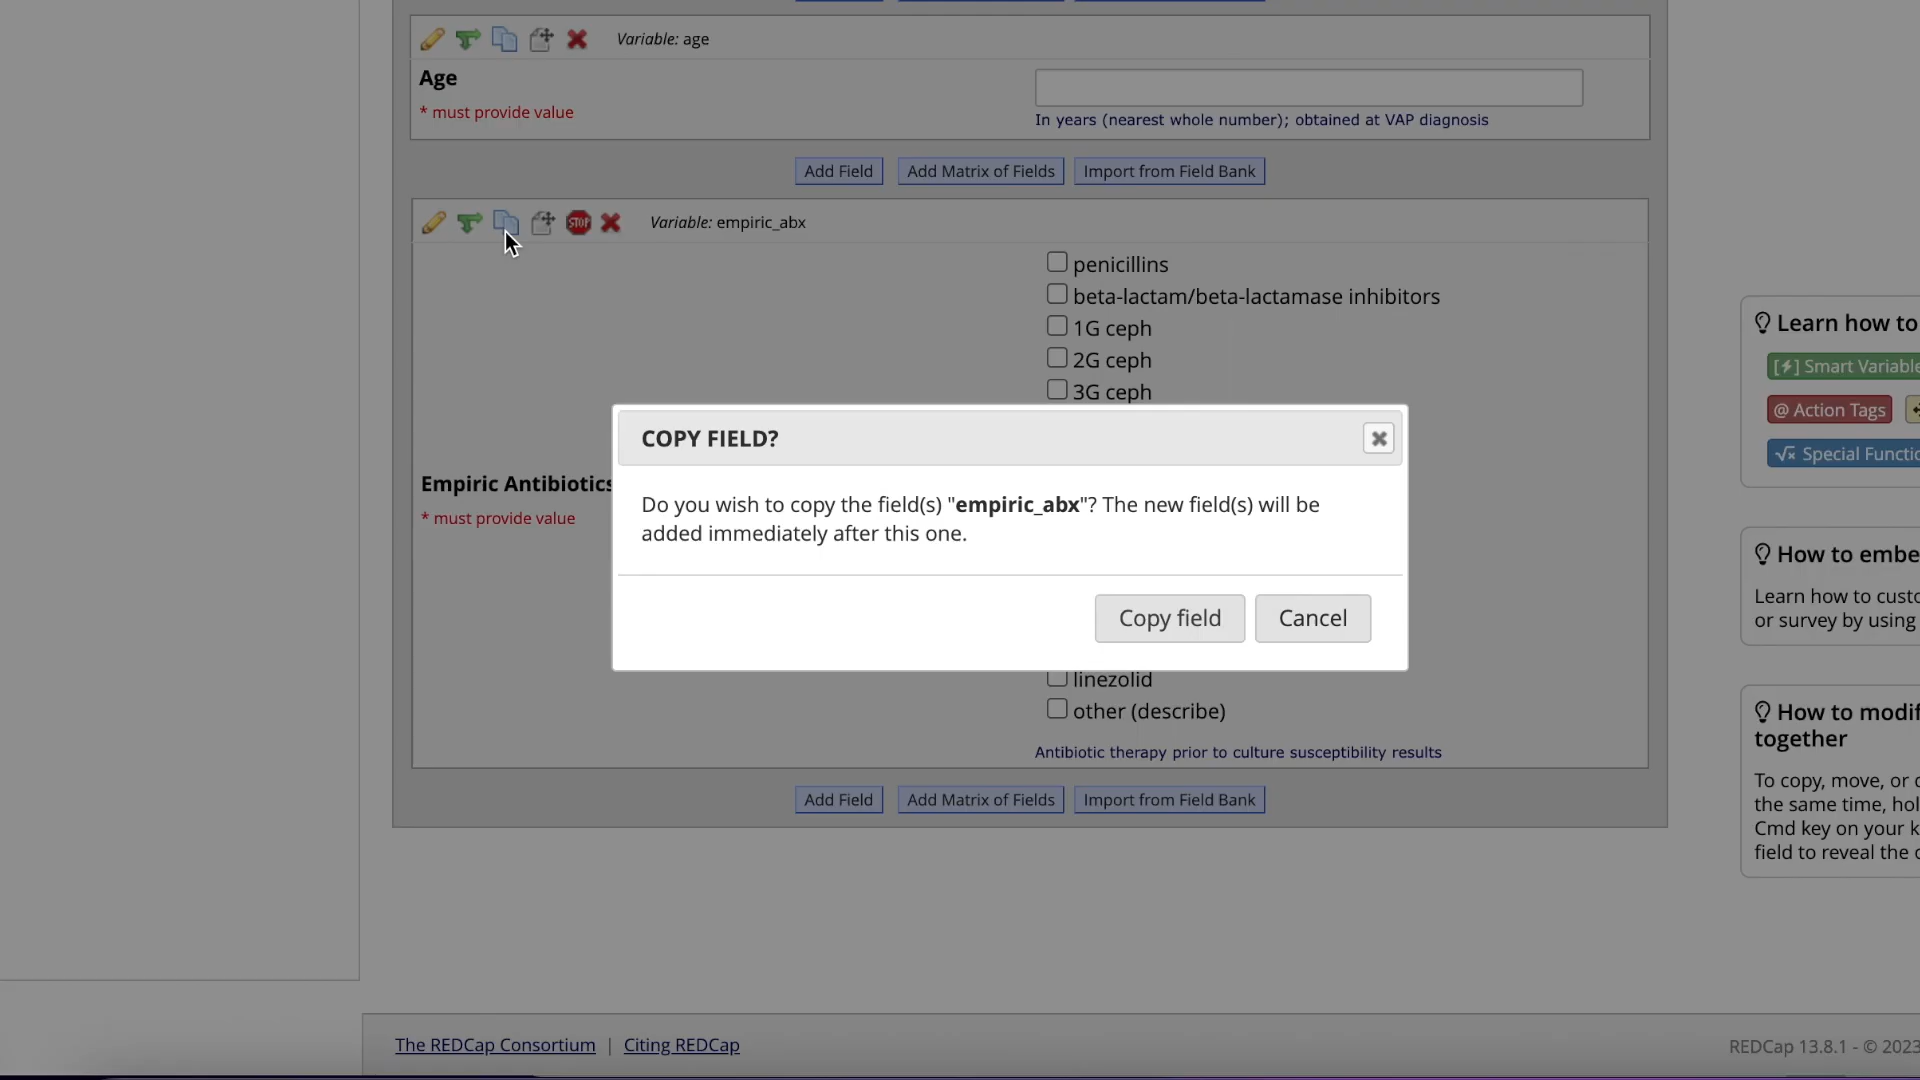 Variable: age
Age
* must provide value
In years (nearest whole number); obtained at VAP diagnosis
Add Field
Add Matrix of Fields
Import from Field Bank
STOP
Variable: empiric_abx
penicillins
beta-lactam/beta-lactamase inhibitors
1G ceph
2G ceph
3G ceph
Empiric Antibiotics
* must provide value
COPY FIELD?
Do you wish to copy the field(s) "empiric_abx"? The new field(s) will be
added immediately after this one.
Copy field
Cancel
linezolid
other (describe)
Antibiotic therapy prior to culture susceptibility results
Add Field
Add Matrix of Fields
Import from Field Bank
Learn how to
[⚡] Smart Variable
@ Action Tags
√x Special Functio
How to embe
Learn how to custo
or survey by using
How to modif
together
To copy, move, or d
the same time, hol
Cmd key on your k
field to reveal the c
The REDCap Consortium | Citing REDCap
REDCap 13.8.1 - © 2023